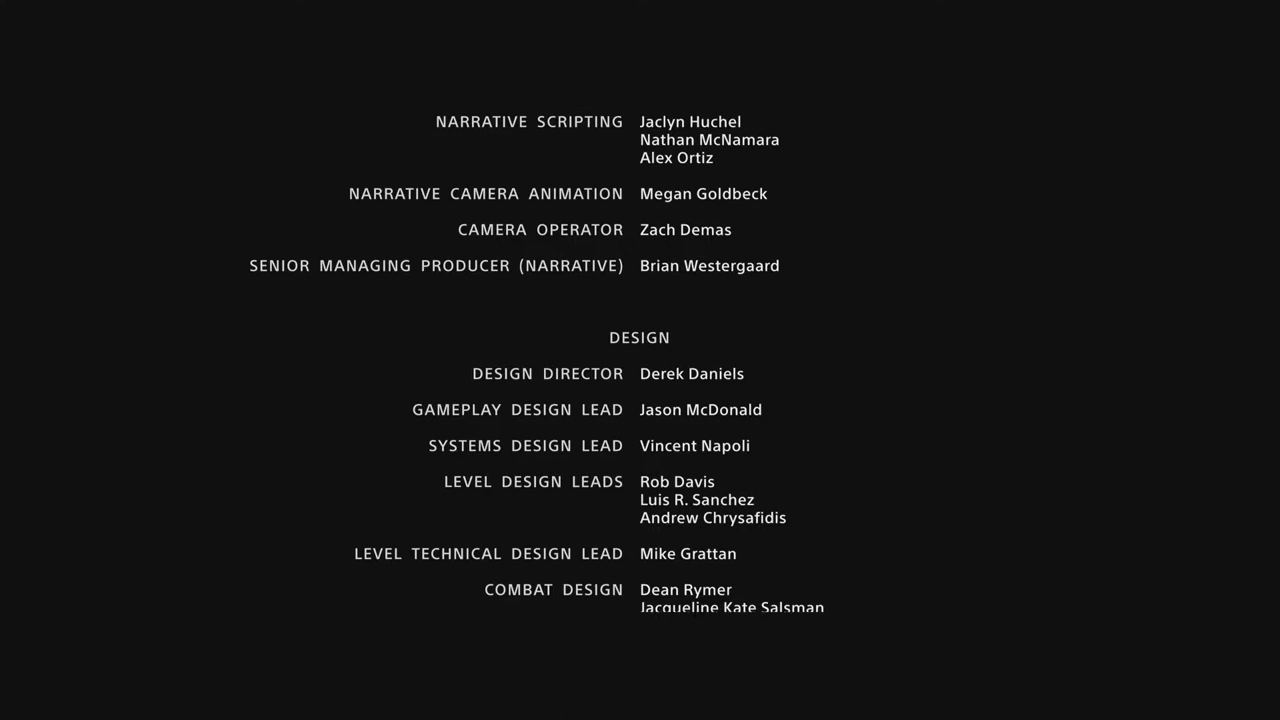 NARRATIVE SCRIPTING Jaclyn Huchel
Nathan McNamara
Alex Ortiz
NARRATIVE CAMERA ANIMATION Megan Goldbeck
CAMERA OPERATOR Zach Demas
SENIOR MANAGING PRODUCER (NARRATIVE) Brian Westergaard
DESIGN
DESIGN DIRECTOR Derek Daniels
GAMEPLAY DESIGN LEAD Jason McDonald
SYSTEMS DESIGN LEAD Vincent Napoli
LEVEL DESIGN LEADS Rob Davis
Luis R. Sanchez
Andrew Chrysafidis
LEVEL TECHNICAL DESIGN LEAD Mike Grattan
COMBAT DESIGN Dean Rymer
Jacqueline Kate Salsman